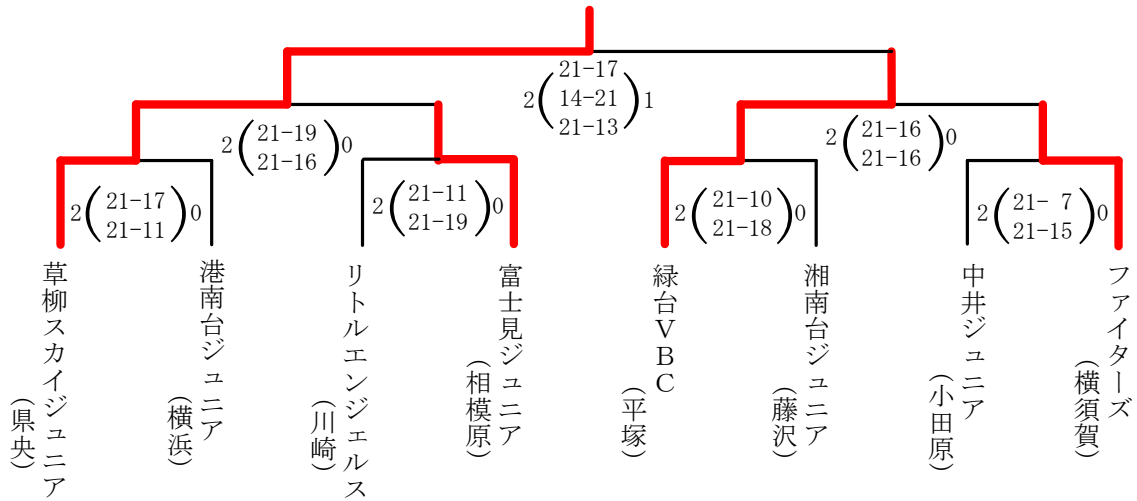 2(21-17 14-21 21-13)1
2(21-19 21-16)0
2(21-16 21-16)0
2(21-17 21-11)0
2(21-11 21-19)0
2(21-10 21-18)0
2(21- 7 21-15)0
草柳スカイジュニア
(県央)
港南台ジュニア
(横浜)
リトルエンジェルス
(川崎)
富士見ジュニア
(相模原)
緑台VBC
(平塚)
湘南台ジュニア
(藤沢)
中井ジュニア
(小田原)
ファイターズ
(横須賀)